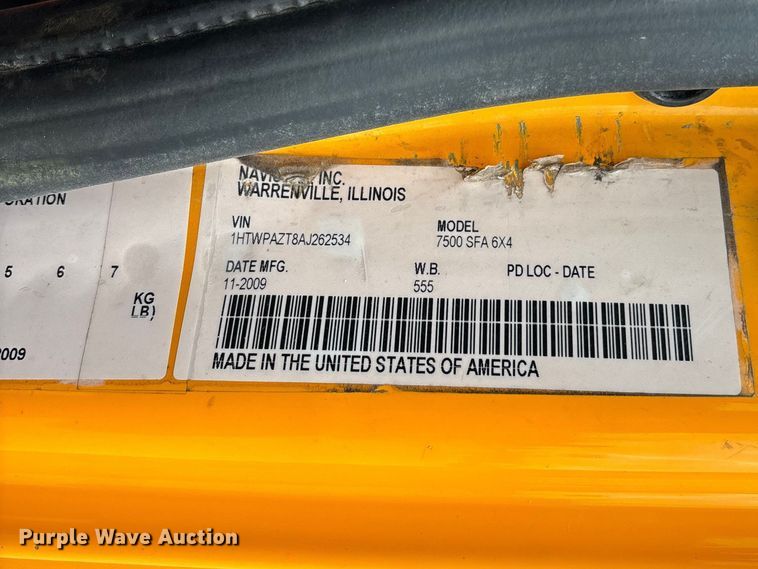 NAVIS INC.
WARRENVILLE, ILLINOIS
ORATION
VIN MODEL
1HTWPAZT8AJ262534 7500 SFA 6X4
5 6 7
DATE MFG. W.B. PD LOC - DATE
11-2009 555
KG
LB)
009
MADE IN THE UNITED STATES OF AMERICA
Purple Wave Auction